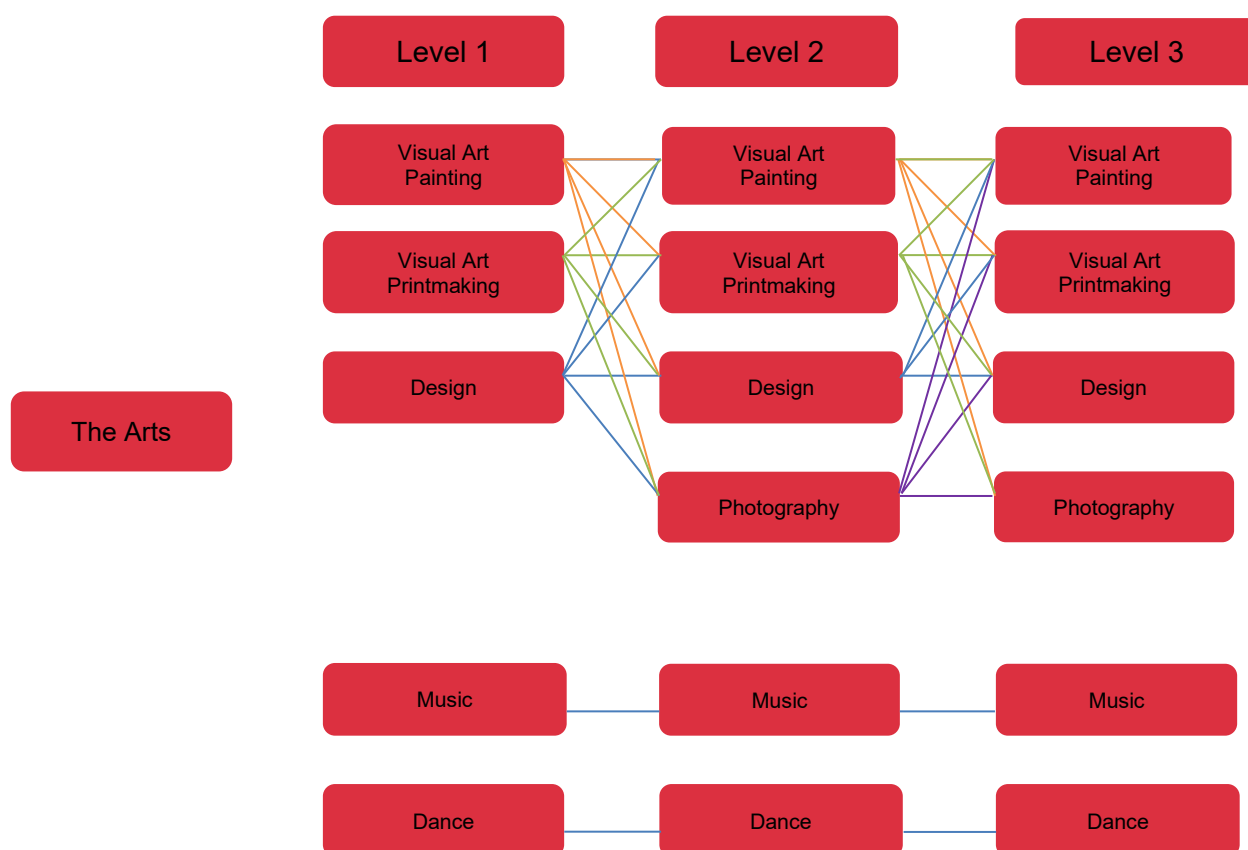 Level 1
Level 2
Level 3
Visual Art
Painting
Visual Art
Painting
Visual Art
Painting
Visual Art
Printmaking
Visual Art
Printmaking
Visual Art
Printmaking
Design
Design
Design
The Arts
Photography
Photography
Music
Music
Music
Dance
Dance
Dance